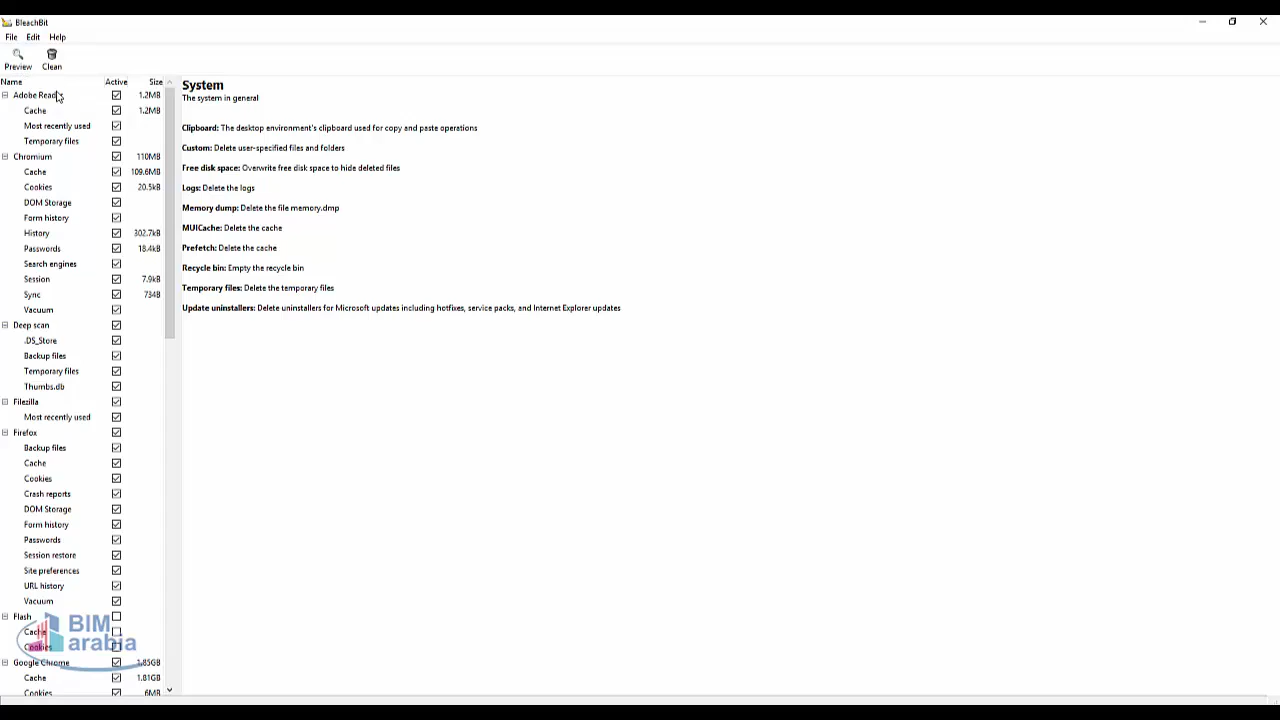 BleachBit
File Edit Help
Preview Clean
Name Active Size
Adobe Read 1.2MB
Cache 1.2MB
Most recently used
Temporary files
Chromium 110MB
Cache 109.6MB
Cookies 20.5kB
DOM Storage
Form history
History 302.7kB
Passwords 18.4kB
Search engines
Session 7.9kB
Sync 734B
Vacuum
Deep scan
.DS_Store
Backup files
Temporary files
Thumbs.db
Filezilla
Most recently used
Firefox
Backup files
Cache
Cookies
Crash reports
DOM Storage
Form history
Passwords
Session restore
Site preferences
URL history
Vacuum
Flash
Cache
Cookies
Google Chrome 1.85GB
Cache 1.81GB
Cookies 6MB
BIM
arabia
System
The system in general
Clipboard: The desktop environment's clipboard used for copy and paste operations
Custom: Delete user-specified files and folders
Free disk space: Overwrite free disk space to hide deleted files
Logs: Delete the logs
Memory dump: Delete the file memory.dmp
MUICache: Delete the cache
Prefetch: Delete the cache
Recycle bin: Empty the recycle bin
Temporary files: Delete the temporary files
Update uninstallers: Delete uninstallers for Microsoft updates including hotfixes, service packs, and Internet Explorer updates